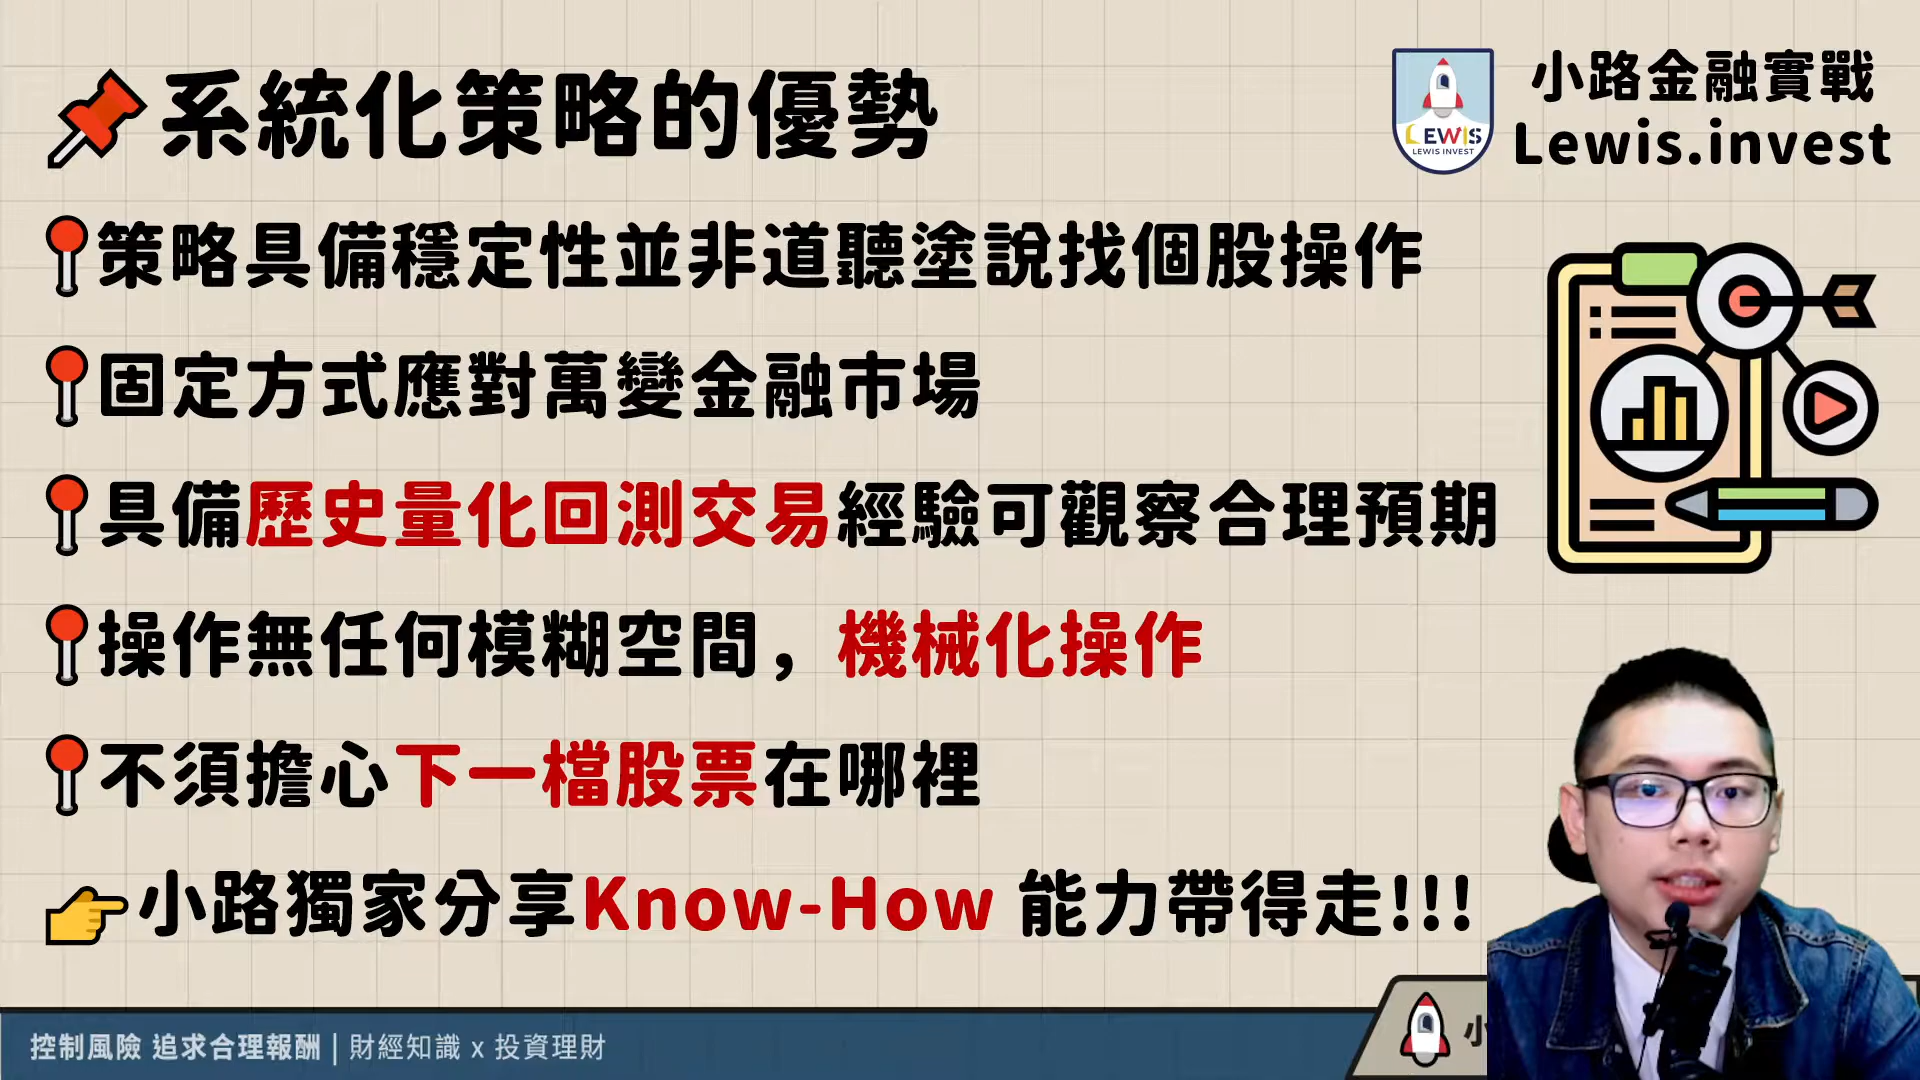 系統化策略的優勢
小路金融實戰
Lewis.invest
LEWIS
LEWIS INVEST
策略具備穩定性並非道聽塗說找個股操作
固定方式應對萬變金融市場
具備歷史量化回測交易經驗可觀察合理預期
操作無任何模糊空間，機械化操作
不須擔心下一檔股票在哪裡
小路獨家分享Know-How 能力帶得走!!!
控制風險 追求合理報酬 | 財經知識 x 投資理財
小